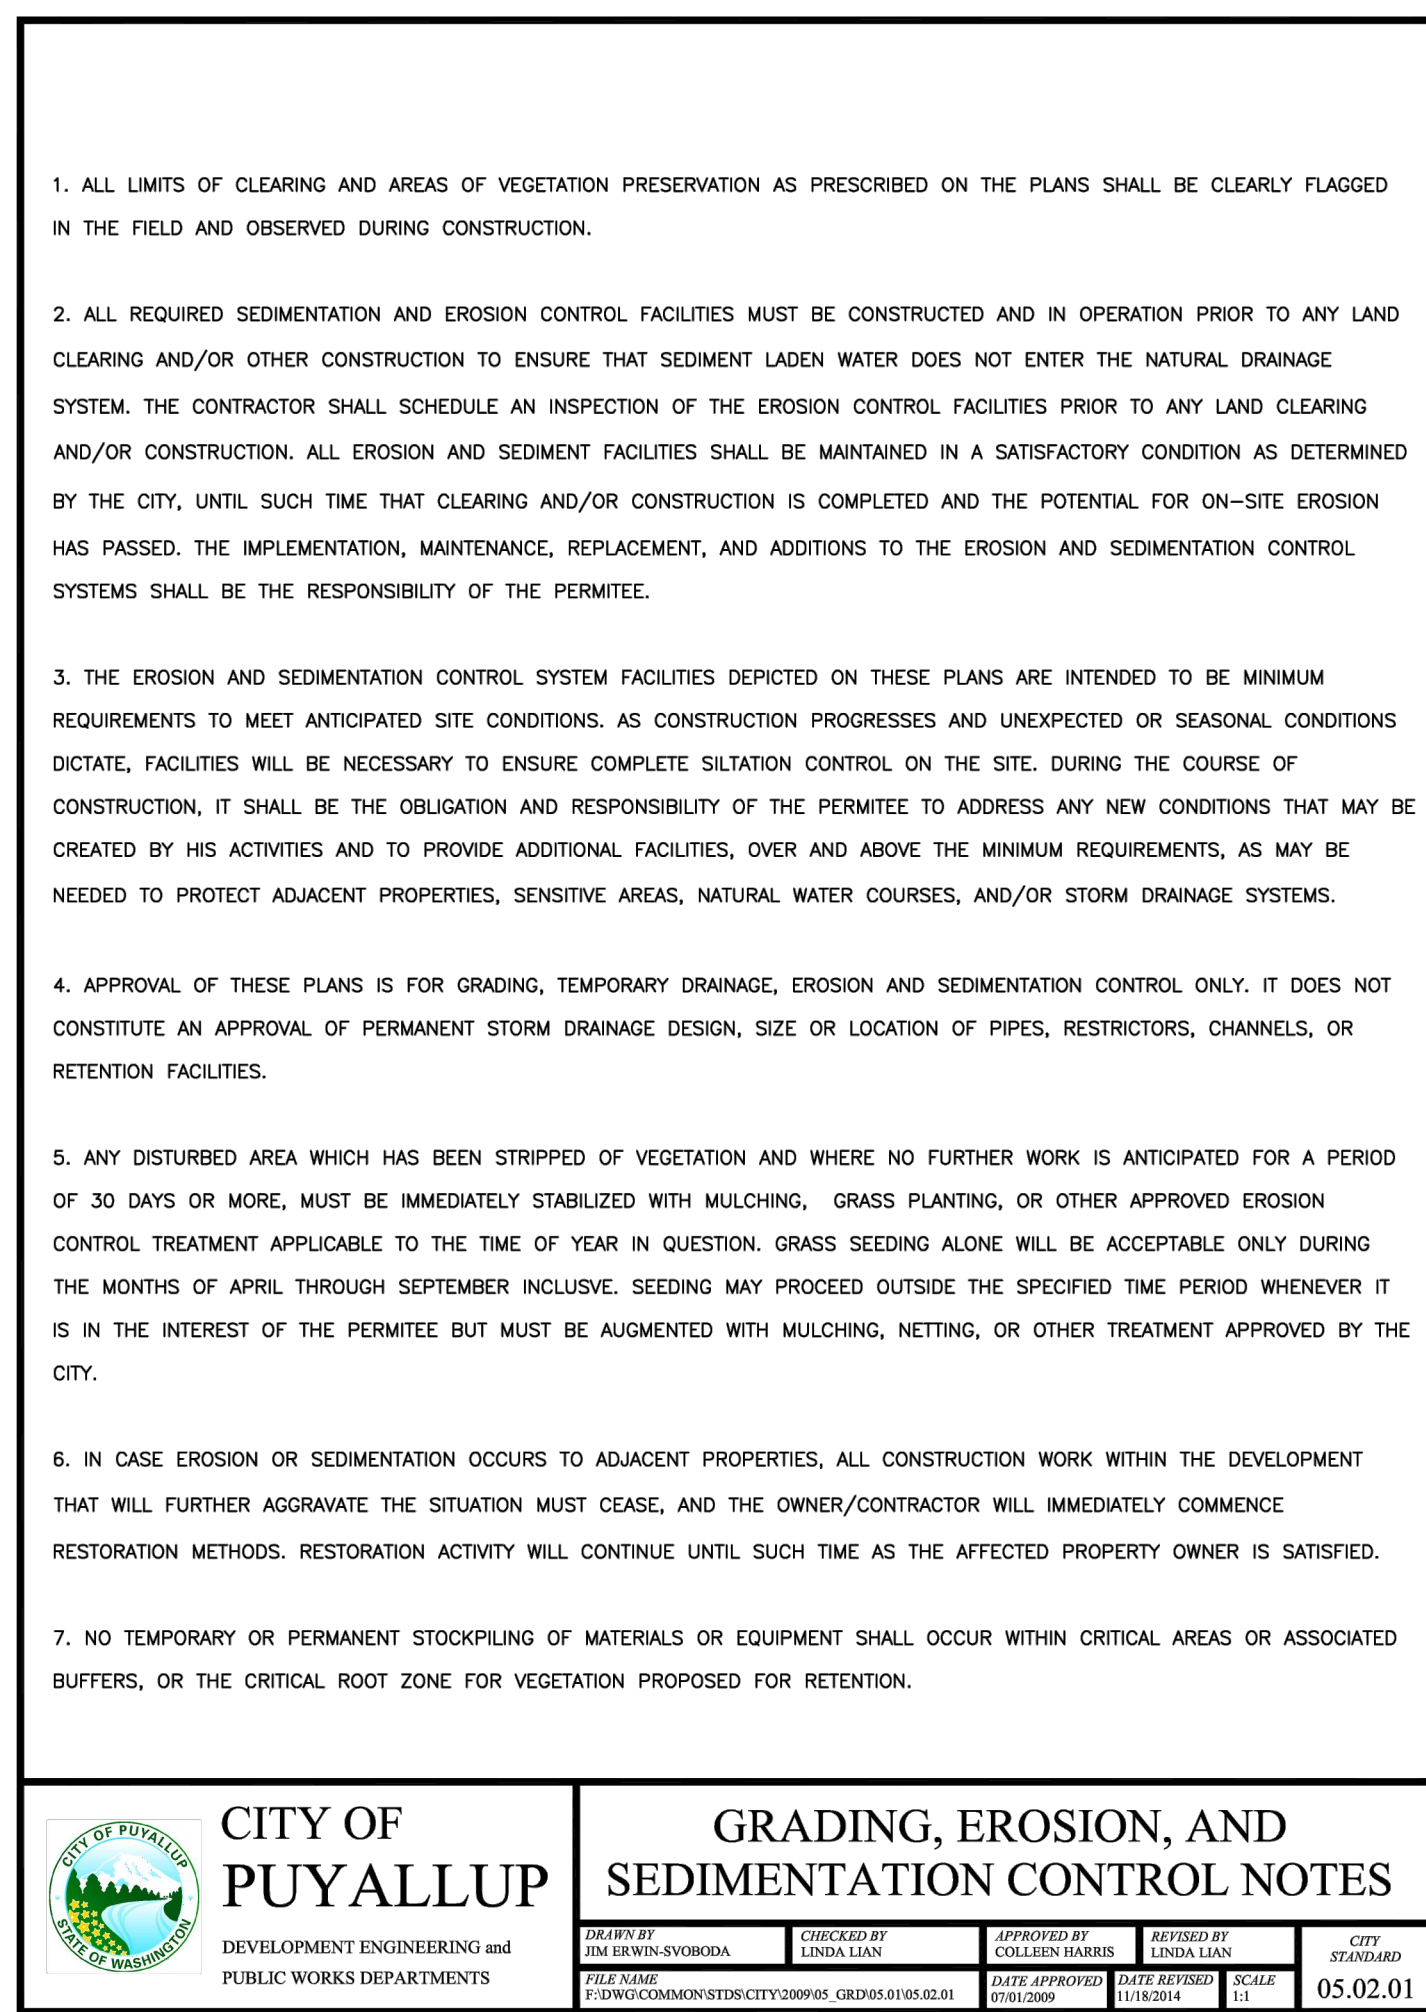 1. ALL LIMITS OF CLEARING AND AREAS OF VEGETATION PRESERVATION AS PRESCRIBED ON THE PLANS SHALL BE CLEARLY FLAGGED
IN THE FIELD AND OBSERVED DURING CONSTRUCTION.
2. ALL REQUIRED SEDIMENTATION AND EROSION CONTROL FACILITIES MUST BE CONSTRUCTED AND IN OPERATION PRIOR TO ANY LAND
CLEARING AND/OR OTHER CONSTRUCTION TO ENSURE THAT SEDIMENT LADEN WATER DOES NOT ENTER THE NATURAL DRAINAGE
SYSTEM. THE CONTRACTOR SHALL SCHEDULE AN INSPECTION OF THE EROSION CONTROL FACILITIES PRIOR TO ANY LAND CLEARING
AND/OR CONSTRUCTION. ALL EROSION AND SEDIMENT FACILITIES SHALL BE MAINTAINED IN A SATISFACTORY CONDITION AS DETERMINED
BY THE CITY, UNTIL SUCH TIME THAT CLEARING AND/OR CONSTRUCTION IS COMPLETED AND THE POTENTIAL FOR ON-SITE EROSION
HAS PASSED. THE IMPLEMENTATION, MAINTENANCE, REPLACEMENT, AND ADDITIONS TO THE EROSION AND SEDIMENTATION CONTROL
SYSTEMS SHALL BE THE RESPONSIBILITY OF THE PERMITEE.
3. THE EROSION AND SEDIMENTATION CONTROL SYSTEM FACILITIES DEPICTED ON THESE PLANS ARE INTENDED TO BE MINIMUM
REQUIREMENTS TO MEET ANTICIPATED SITE CONDITIONS. AS CONSTRUCTION PROGRESSES AND UNEXPECTED OR SEASONAL CONDITIONS
DICTATE, FACILITIES WILL BE NECESSARY TO ENSURE COMPLETE SILTATION CONTROL ON THE SITE. DURING THE COURSE OF
CONSTRUCTION, IT SHALL BE THE OBLIGATION AND RESPONSIBILITY OF THE PERMITEE TO ADDRESS ANY NEW CONDITIONS THAT MAY BE
CREATED BY HIS ACTIVITIES AND TO PROVIDE ADDITIONAL FACILITIES, OVER AND ABOVE THE MINIMUM REQUIREMENTS, AS MAY BE
NEEDED TO PROTECT ADJACENT PROPERTIES, SENSITIVE AREAS, NATURAL WATER COURSES, AND/OR STORM DRAINAGE SYSTEMS.
4. APPROVAL OF THESE PLANS IS FOR GRADING, TEMPORARY DRAINAGE, EROSION AND SEDIMENTATION CONTROL ONLY. IT DOES NOT
CONSTITUTE AN APPROVAL OF PERMANENT STORM DRAINAGE DESIGN, SIZE OR LOCATION OF PIPES, RESTRICTORS, CHANNELS, OR
RETENTION FACILITIES.
5. ANY DISTURBED AREA WHICH HAS BEEN STRIPPED OF VEGETATION AND WHERE NO FURTHER WORK IS ANTICIPATED FOR A PERIOD
OF 30 DAYS OR MORE, MUST BE IMMEDIATELY STABILIZED WITH MULCHING, GRASS PLANTING, OR OTHER APPROVED EROSION
CONTROL TREATMENT APPLICABLE TO THE TIME OF YEAR IN QUESTION. GRASS SEEDING ALONE WILL BE ACCEPTABLE ONLY DURING
THE MONTHS OF APRIL THROUGH SEPTEMBER INCLUSVE. SEEDING MAY PROCEED OUTSIDE THE SPECIFIED TIME PERIOD WHENEVER IT
IS IN THE INTEREST OF THE PERMITEE BUT MUST BE AUGMENTED WITH MULCHING, NETTING, OR OTHER TREATMENT APPROVED BY THE
CITY.
6. IN CASE EROSION OR SEDIMENTATION OCCURS TO ADJACENT PROPERTIES, ALL CONSTRUCTION WORK WITHIN THE DEVELOPMENT
THAT WILL FURTHER AGGRAVATE THE SITUATION MUST CEASE, AND THE OWNER/CONTRACTOR WILL IMMEDIATELY COMMENCE
RESTORATION METHODS. RESTORATION ACTIVITY WILL CONTINUE UNTIL SUCH TIME AS THE AFFECTED PROPERTY OWNER IS SATISFIED.
7. NO TEMPORARY OR PERMANENT STOCKPILING OF MATERIALS OR EQUIPMENT SHALL OCCUR WITHIN CRITICAL AREAS OR ASSOCIATED
BUFFERS, OR THE CRITICAL ROOT ZONE FOR VEGETATION PROPOSED FOR RETENTION.
CITY OF PUYALLUP
STATE OF WASHINGTON
CITY OF
PUYALLUP
DEVELOPMENT ENGINEERING and
PUBLIC WORKS DEPARTMENTS
GRADING, EROSION, AND
SEDIMENTATION CONTROL NOTES
DRAWN BY
JIM ERWIN-SVOBODA
CHECKED BY
LINDA LIAN
APPROVED BY
COLLEEN HARRIS
REVISED BY
LINDA LIAN
FILE NAME
F:\DWG\COMMON\STDS\CITY\2009\05_GRD\05.01\05.02.01
DATE APPROVED
07/01/2009
DATE REVISED
11/18/2014
SCALE
1:1
CITY
STANDARD
05.02.01